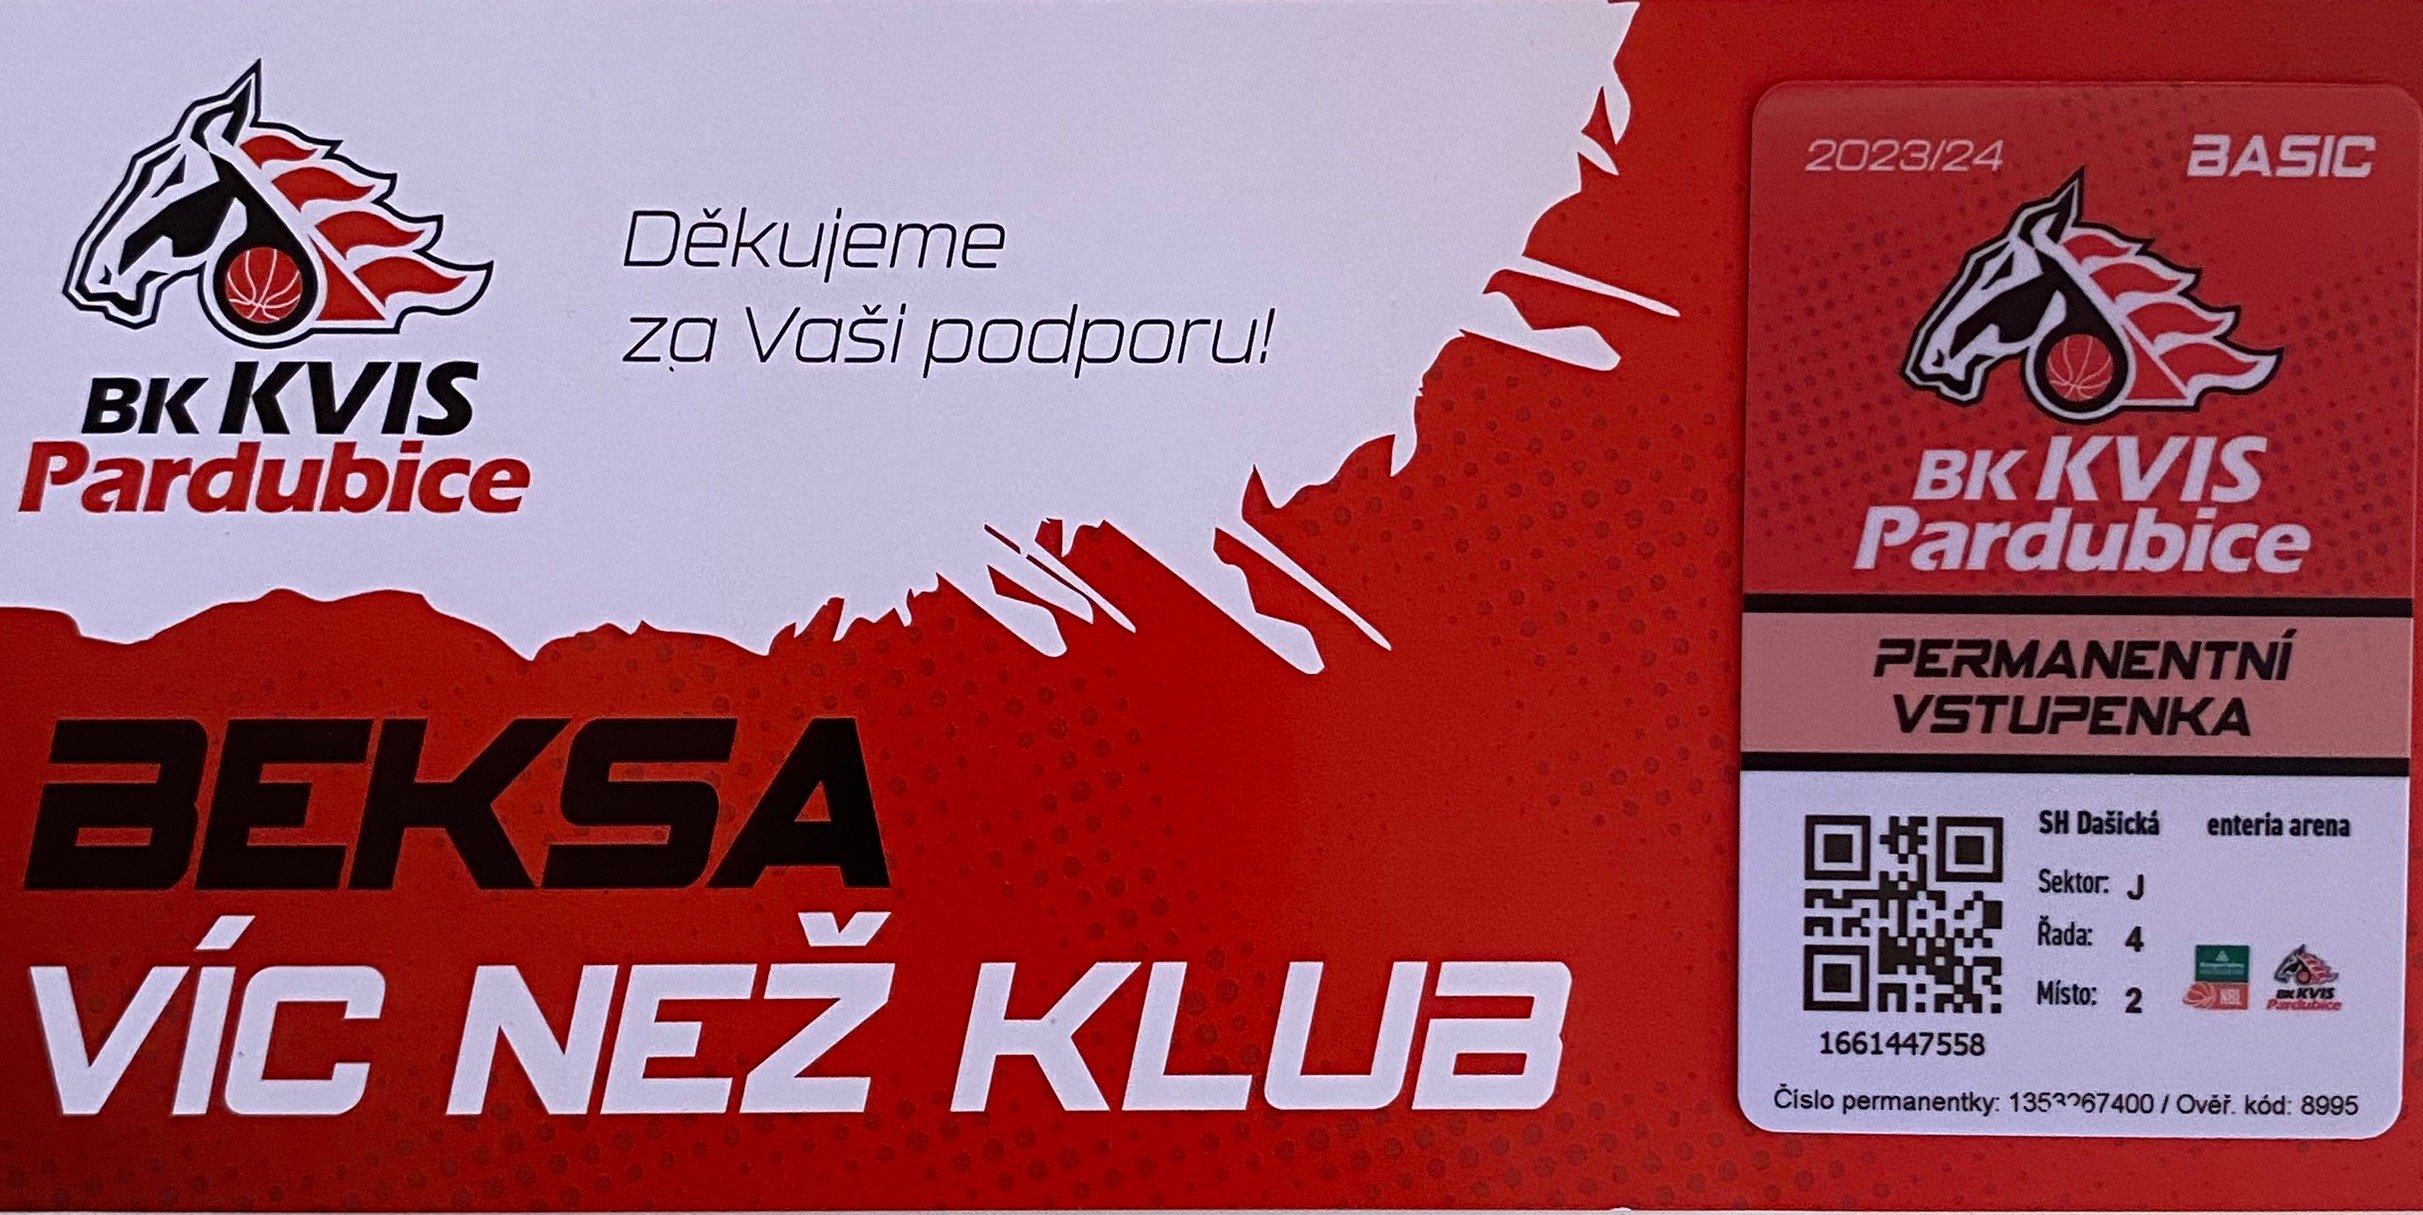 BK KVIS
Pardubice
Děkujeme
za Vaši podporu!
BEKSA
VÍC NEŽ KLUB
2023/24 BASIC
BK KVIS
Pardubice
PERMANENTNÍ
VSTUPENKA
SH Dašická enteria arena
Sektor: J
Řada: 4
Místo: 2
1661447558
NBL
BK KVIS
Pardubice
Číslo permanentky: / Ověř. kód: 8995